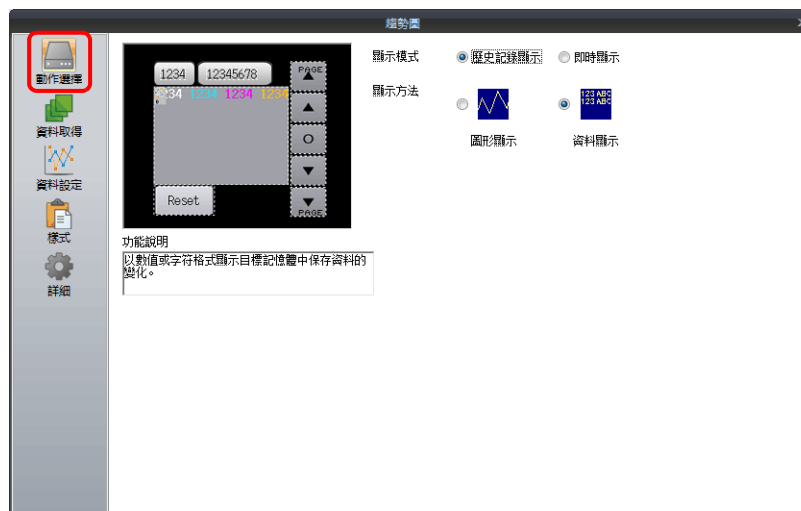 趨勢圖
動作選擇
資料取得
資料設定
樣式
詳細
1234 12345678 PAGE
1234 1234 1234 1234
Reset
PAGE
功能說明
以數值或字符格式顯示目標記憶體中保存資料的
變化。
顯示模式 歷史記錄顯示 即時顯示
顯示方法
123 ABC
123 ABC
圖形顯示 資料顯示